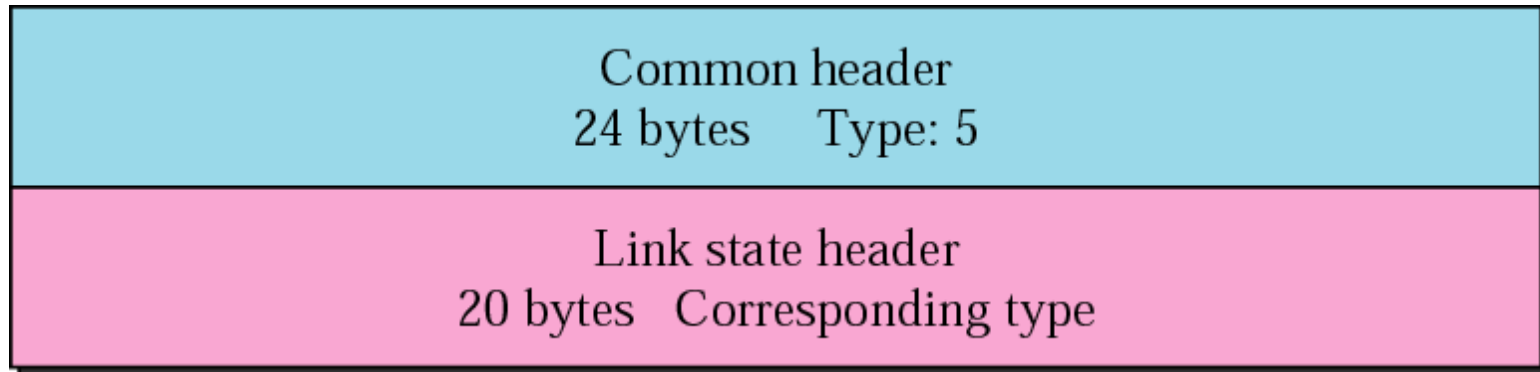 Common header
24 bytes Type: 5
Link state header
20 bytes Corresponding type